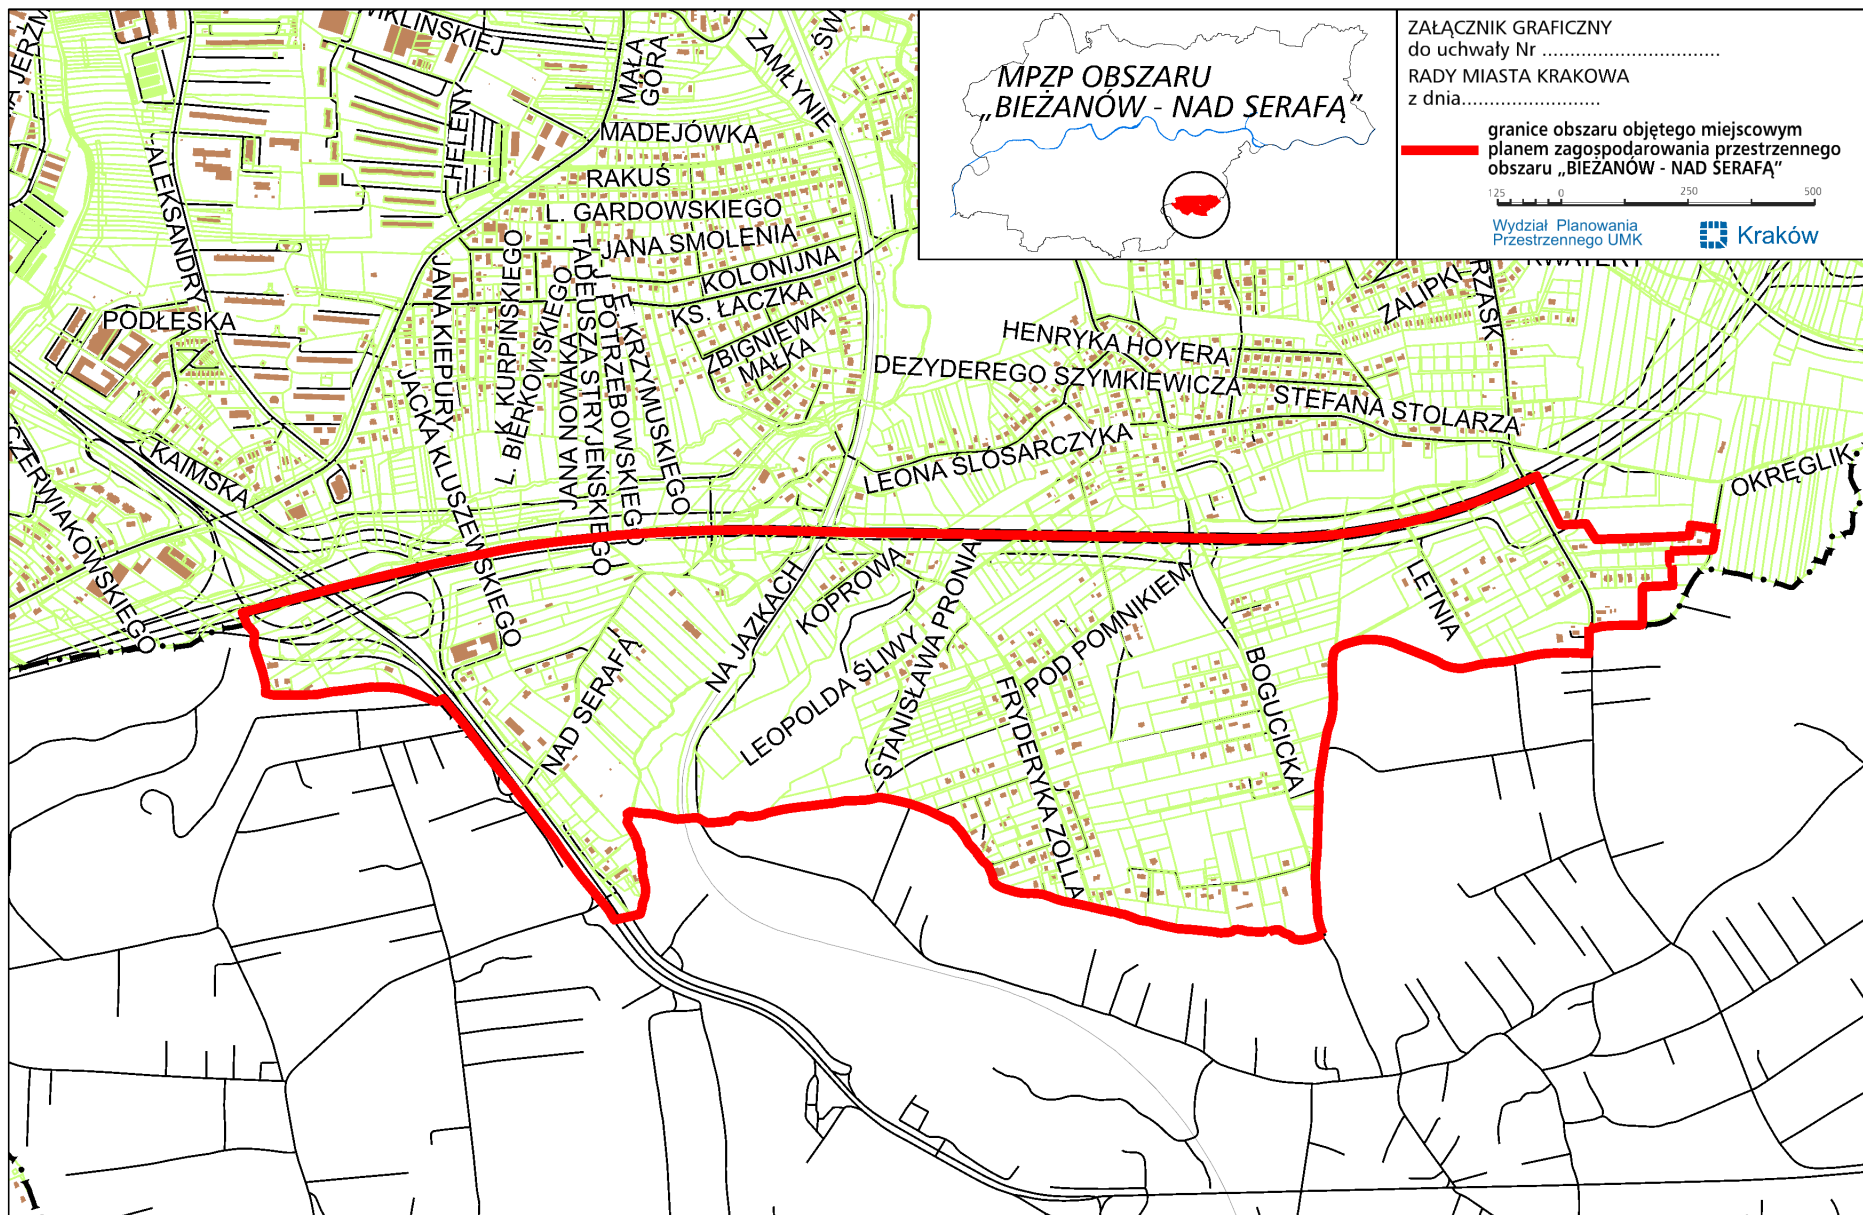 MPZP OBSZARU
„BIEŻANÓW - NAD SERAFĄ”
ZAŁĄCZNIK GRAFICZNY
do uchwały Nr ................................
RADY MIASTA KRAKOWA
z dnia.........................
granice obszaru objętego miejscowym
planem zagospodarowania przestrzennego
obszaru „BIEŻANÓW - NAD SERAFĄ”
125 0 250 500
Wydział Planowania
Przestrzennego UMK
Kraków
MAŁA
GÓRA
ZAMŁYNIE
HELENY
ALEKSANDRY
MADEJÓWKA
RAKUŚ
L. GARDOWSKIEGO
JANA SMOLENIA
KOLONIJNA
KS. ŁACZKA
ZBIGNIEWA
MAŁKA
PODŁĘSKA
JANA KIEPURY
JACKA KLUSZEWSKIEGO
K. KURPIŃSKIEGO
L. BIERKOWSKIEGO
JANA NOWAKA
TADEUSZA STRYJEŃSKIEGO
J. POTRZEBOWSKIEGO
E. KRZYMUSKIEGO
KAIMSKA
CZERWIAKOWSKIEGO
HENRYKA HOYERA
DEZYDEREGO SZYMKIEWICZA
STEFANA STOLARZA
LEONA ŚLÓSARCZYKA
ZALIPKI
KWATERY
OKRĘGLIK
NA JAZKACH
KOPROWA
LEOPOLDA ŚLIWY
STANISŁAWA PRONIA
POD POMNIKIEM
FRYDERYKA ZOLLA
BOGUCICKA
LETNIA
NAD SERAFĄ